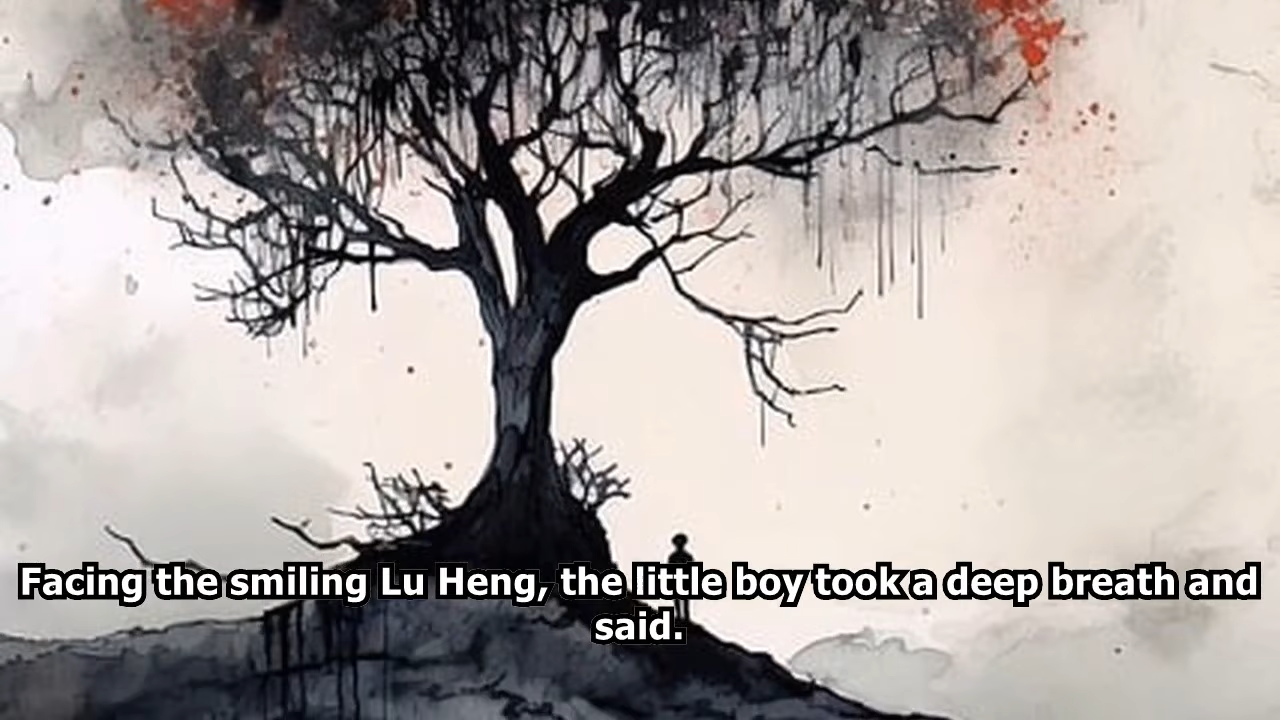 Facing the smiling Lu Heng, the little boy took a deep breath and
said.